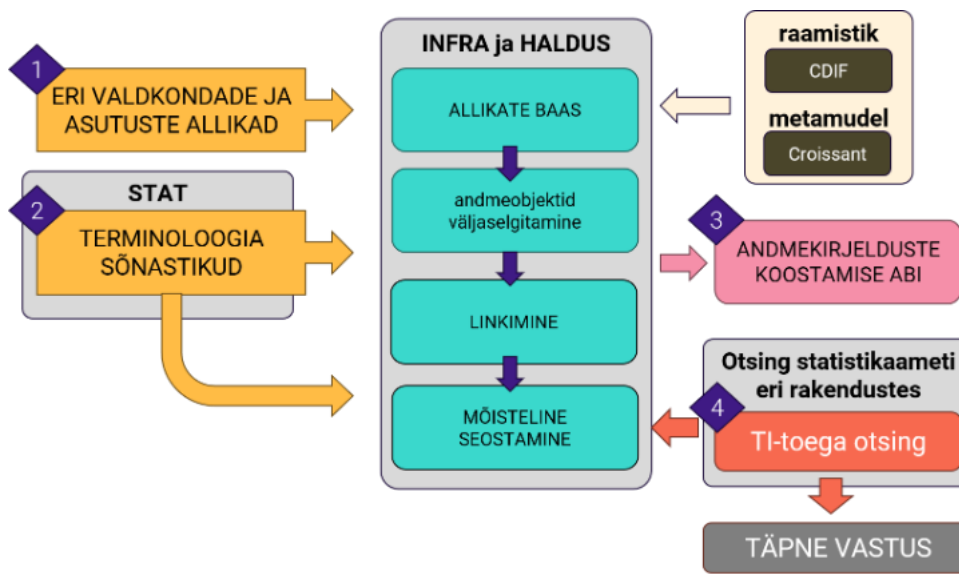 1
ERI VALDKONDADE JA
ASUTUSTE ALLIKAD
STAT
2
TERMINOLOOGIA
SÕNASTIKUD
INFRA ja HALDUS
ALLIKATE BAAS
andmeobjektid
väljaselgitamine
LINKIMINE
MÕISTELINE
SEOSTAMINE
raamistik
CDIF
metamudel
Croissant
3
ANDMEKIRJELDUSTE
KOOSTAMISE ABI
Otsing statistikaameti
eri rakendustes
4
TI-toega otsing
TÄPNE VASTUS